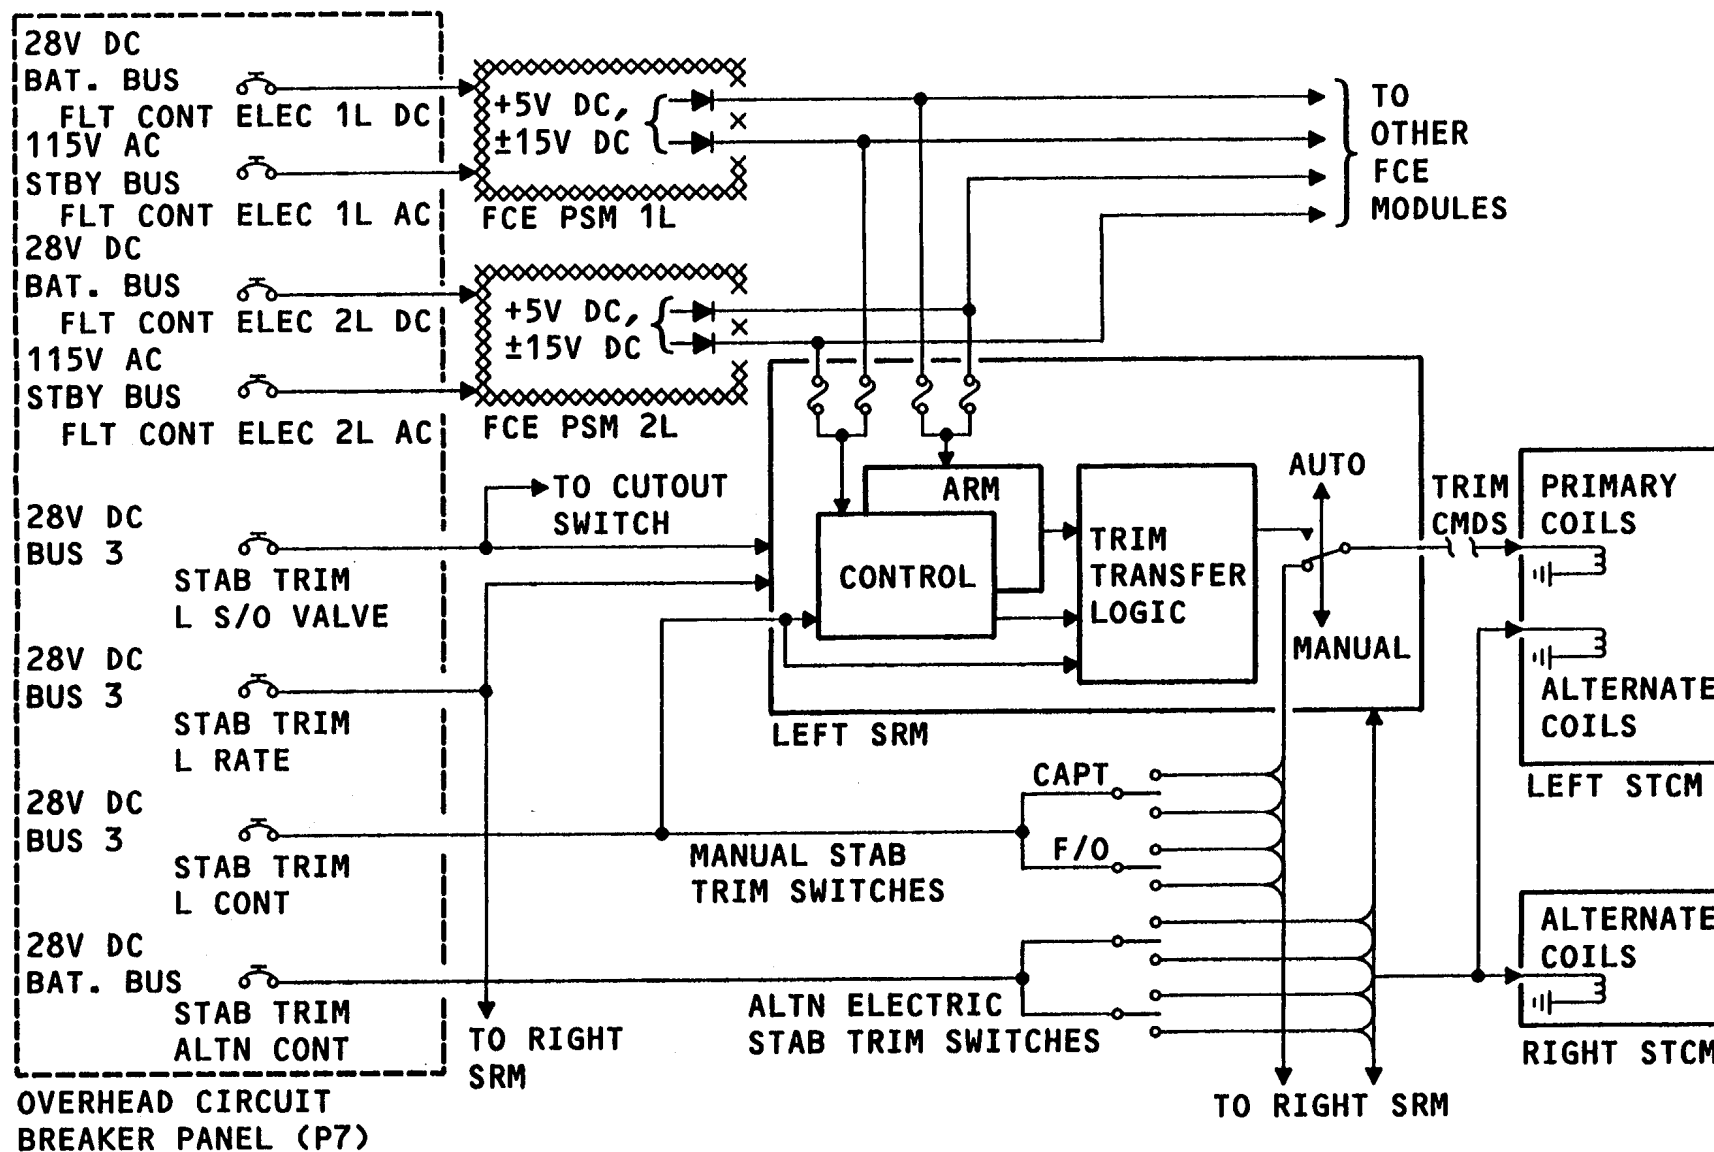 28V DC
BAT. BUS
FLT CONT ELEC 1L DC
115V AC
STBY BUS
FLT CONT ELEC 1L AC
28V DC
BAT. BUS
FLT CONT ELEC 2L DC
115V AC
STBY BUS
FLT CONT ELEC 2L AC
28V DC
BUS 3
STAB TRIM
L S/O VALVE
28V DC
BUS 3
STAB TRIM
L RATE
28V DC
BUS 3
STAB TRIM
L CONT
28V DC
BAT. BUS
STAB TRIM
ALTN CONT
OVERHEAD CIRCUIT
BREAKER PANEL (P7)
+5V DC,
±15V DC
FCE PSM 1L
+5V DC,
±15V DC
FCE PSM 2L
TO
OTHER
FCE
MODULES
TO CUTOUT
SWITCH
ARM
CONTROL
TRIM
TRANSFER
LOGIC
AUTO
MANUAL
LEFT SRM
TRIM
CMDS
PRIMARY
COILS
ALTERNATE
COILS
LEFT STCM
CAPT
F/O
MANUAL STAB
TRIM SWITCHES
ALTN ELECTRIC
STAB TRIM SWITCHES
TO RIGHT
SRM
TO RIGHT SRM
ALTERNATE
COILS
RIGHT STCM